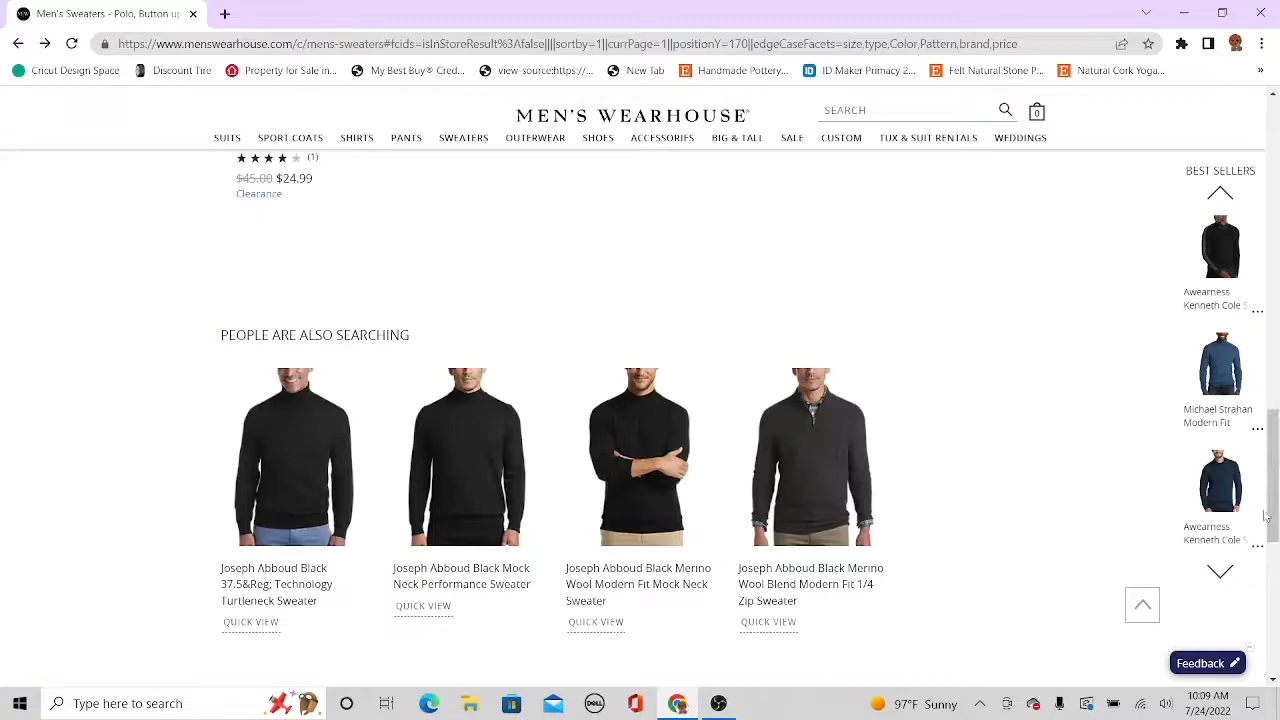 Men's Sweaters - Polo, Button up
https://www.menswearhouse.com/c/mens-sweaters#fcids=isInStoreResult%3Afalse||||sortby=1||currPage=1||positionY=170||edgeCaseFacets=size,type,Color,Pattern,brand,price
Cricut Design Space
Discount Tire
Property for Sale in...
My Best Buy® Cred...
view-source:https://...
New Tab
Handmade Pottery...
ID Maker Primacy 2...
Felt Natural Stone P...
Natural Cork Yoga...
»
MEN'S WEARHOUSE®
SEARCH
0
SUITS SPORT COATS SHIRTS PANTS SWEATERS OUTERWEAR SHOES ACCESSORIES BIG & TALL SALE CUSTOM TUX & SUIT RENTALS WEDDINGS
(1)
$45.00 $24.99
Clearance
BEST SELLERS
Awearness
Kenneth Cole S
...
Michael Strahan
Modern Fit
...
Awearness
Kenneth Cole S
...
PEOPLE ARE ALSO SEARCHING
Joseph Abboud Black
37.5&Reg; Technology
Turtleneck Sweater
QUICK VIEW
Joseph Abboud Black Mock
Neck Performance Sweater
QUICK VIEW
Joseph Abboud Black Merino
Wool Modern Fit Mock Neck
Sweater
QUICK VIEW
Joseph Abboud Black Merino
Wool Blend Modern Fit 1/4-
Zip Sweater
QUICK VIEW
Feedback
Type here to search
DELL
97°F Sunny
10:09 AM
7/24/2022